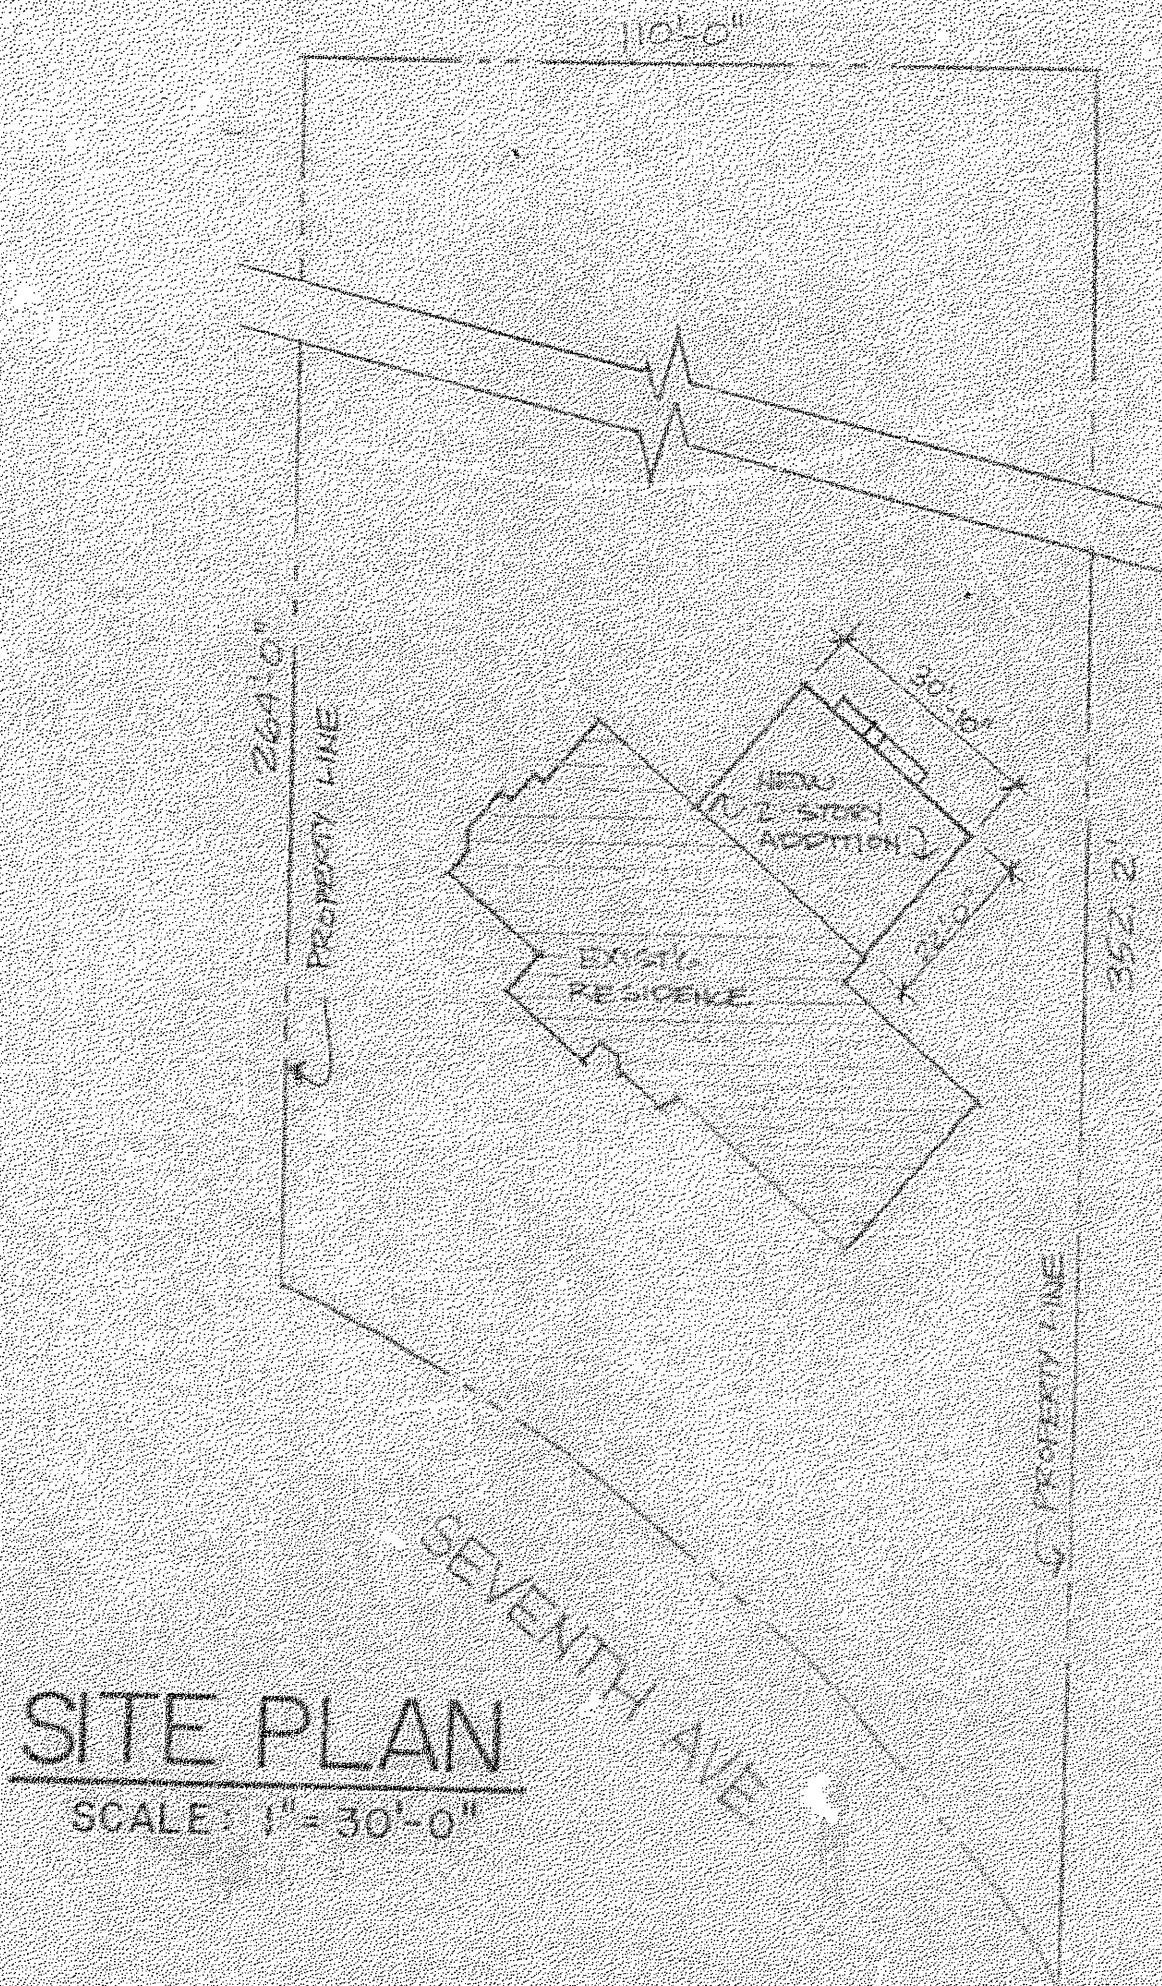 110'-0"
264'-0"
PROPERTY LINE
30'-6"
NEW
2 STORY
ADDITION
22'-0"
352.2'
EXIST'G
RESIDENCE
PROPERTY LINE
SEVENTH AVE
SITE PLAN
SCALE: 1" = 30'-0"